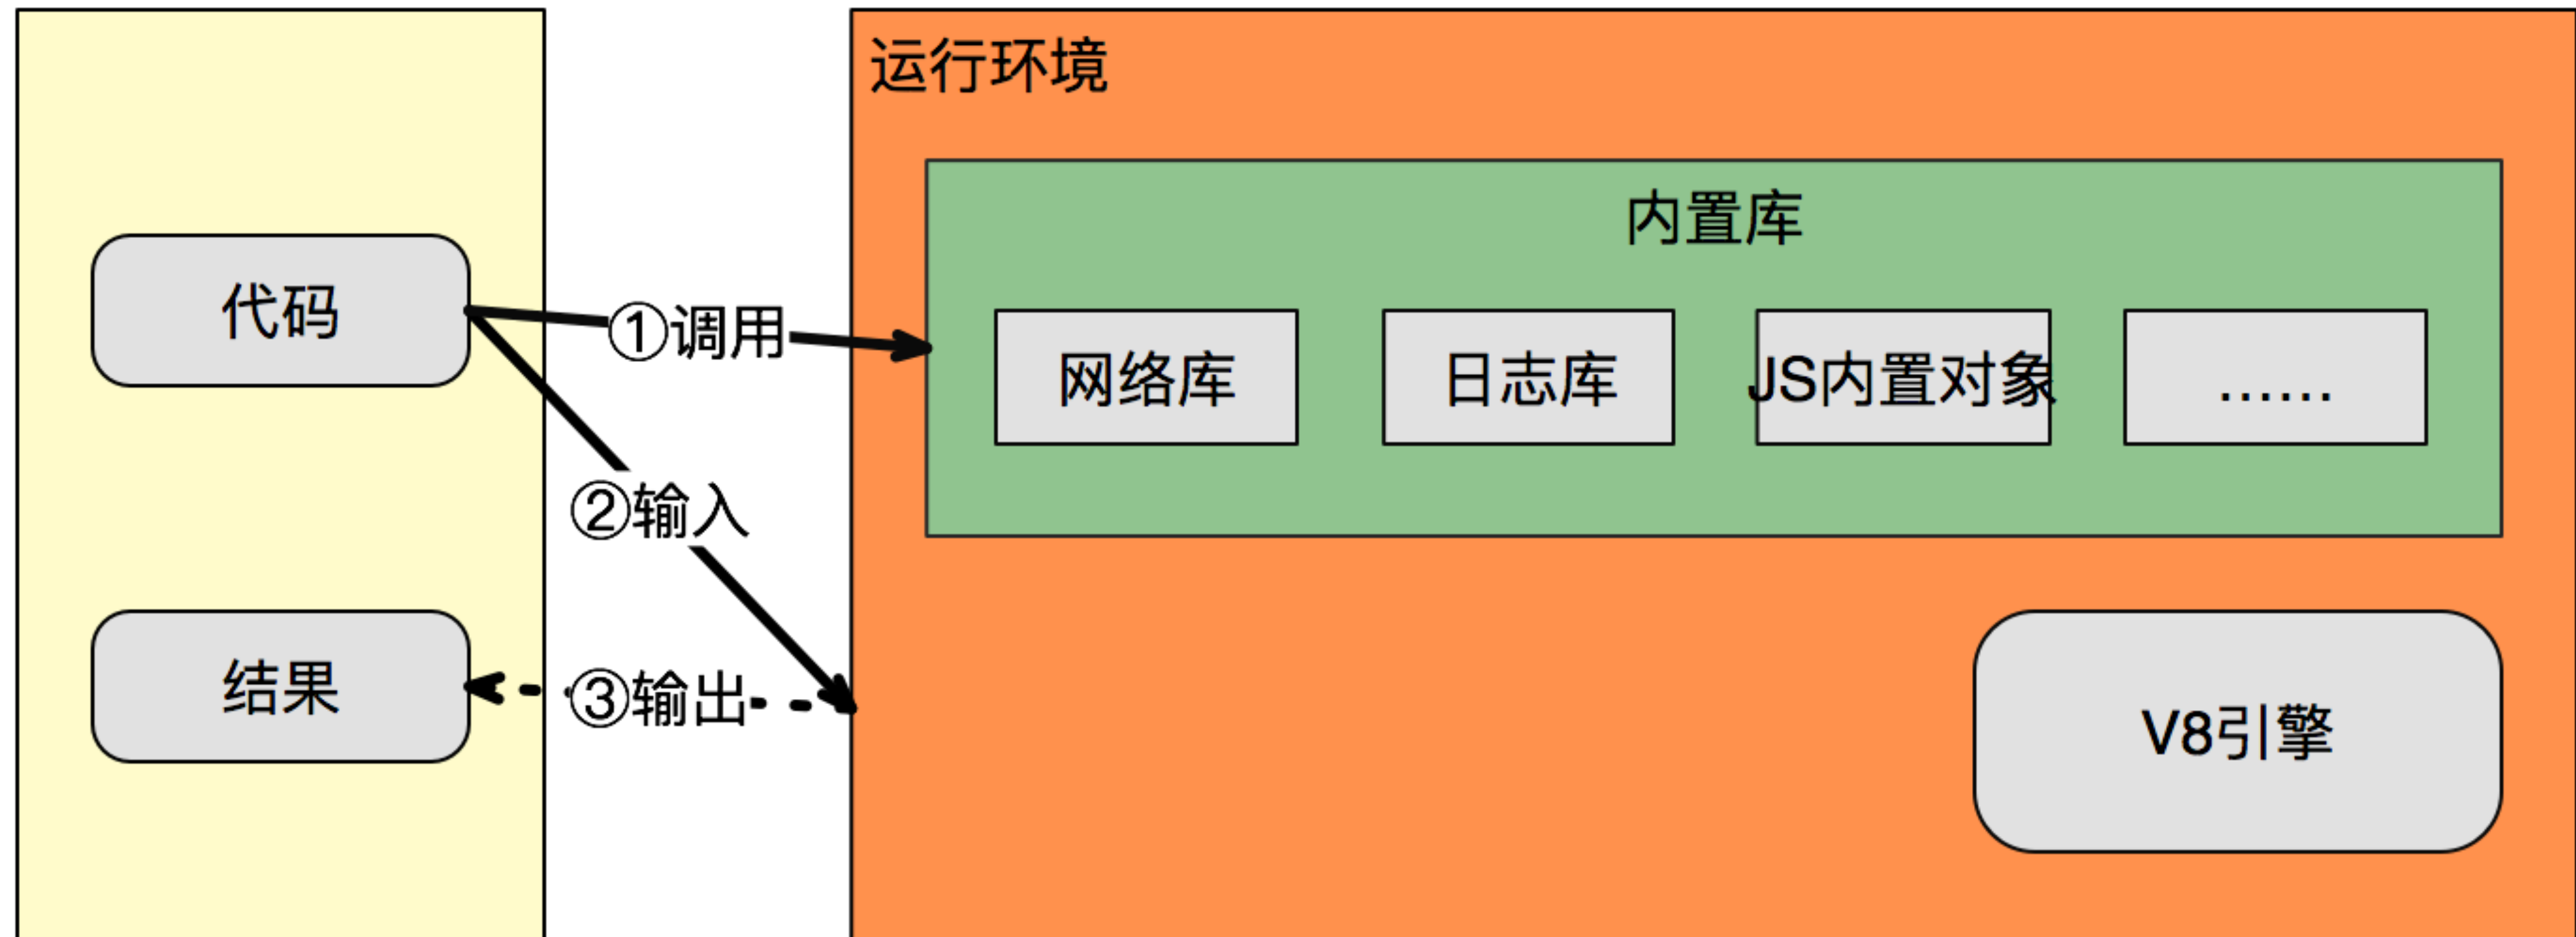 运行环境
内置库
代码
①调用
网络库
日志库
JS内置对象
……
②输入
结果
③输出
V8引擎